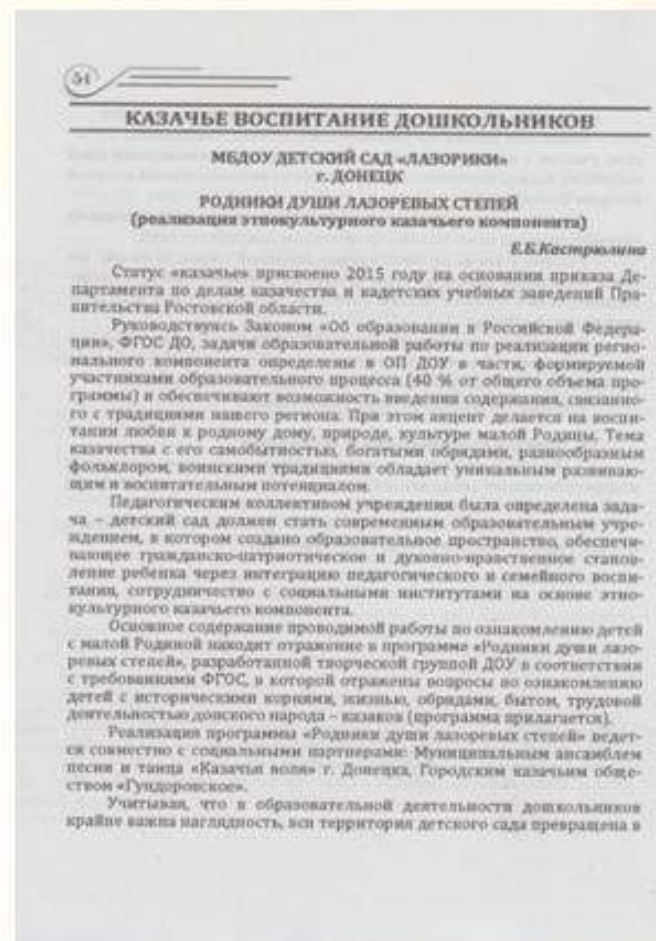 54
КАЗАЧЬЕ ВОСПИТАНИЕ ДОШКОЛЬНИКОВ
МБДОУ ДЕТСКИЙ САД «ЛАЗОРИКИ»
г. ДОНЕЦК
РОДНИКИ ДУШИ ЛАЗОРЕВЫХ СТЕПЕЙ
(реализация этнокультурного казачьего компонента)
Е.Б.Кострюлина
Статус «казачье» присвоено 2015 году на основании приказа Де-
партамента по делам казачества и кадетских учебных заведений Пра-
вительства Ростовской области.
Руководствуясь Законом «Об образовании в Российской Федера-
ции», ФГОС ДО, задачи образовательной работы по реализации регио-
нального компонента определены в ОП ДОУ в части, формируемой
участниками образовательного процесса (40 % от общего объема про-
граммы) и обеспечивают возможность введения содержания, связанно-
го с традициями нашего региона. При этом акцент делается на воспи-
тании любви к родному дому, природе, культуре малой Родины. Тема
казачества с его самобытностью, богатыми обрядами, разнообразным
фольклором, воинскими традициями обладает уникальным развиваю-
щим и воспитательным потенциалом.
Педагогическим коллективом учреждения была определена зада-
ча – детский сад должен стать современным образовательным учре-
ждением, в котором создано образовательное пространство, обеспечи-
вающее гражданско-патриотическое и духовно-нравственное станов-
ление ребенка через интеграцию педагогического и семейного воспи-
тания, сотрудничество с социальными институтами на основе этно-
культурного казачьего компонента.
Основное содержание проводимой работы по ознакомлению детей
с малой Родиной находит отражение в программе «Родники души лазо-
ревых степей», разработанной творческой группой ДОУ в соответствии
с требованиями ФГОС, в которой отражены вопросы по ознакомлению
детей с историческими корнями, жизнью, обрядами, бытом, трудовой
деятельностью донского народа – казаков (программа прилагается).
Реализация программы «Родники души лазоревых степей» ведет-
ся совместно с социальными партнерами: Муниципальным ансамблем
песни и танца «Казачья воля» г. Донецка, Городским казачьим обще-
ством «Гундоровское».
Учитывая, что в образовательной деятельности дошкольников
крайне важна наглядность, вся территория детского сада превращена в